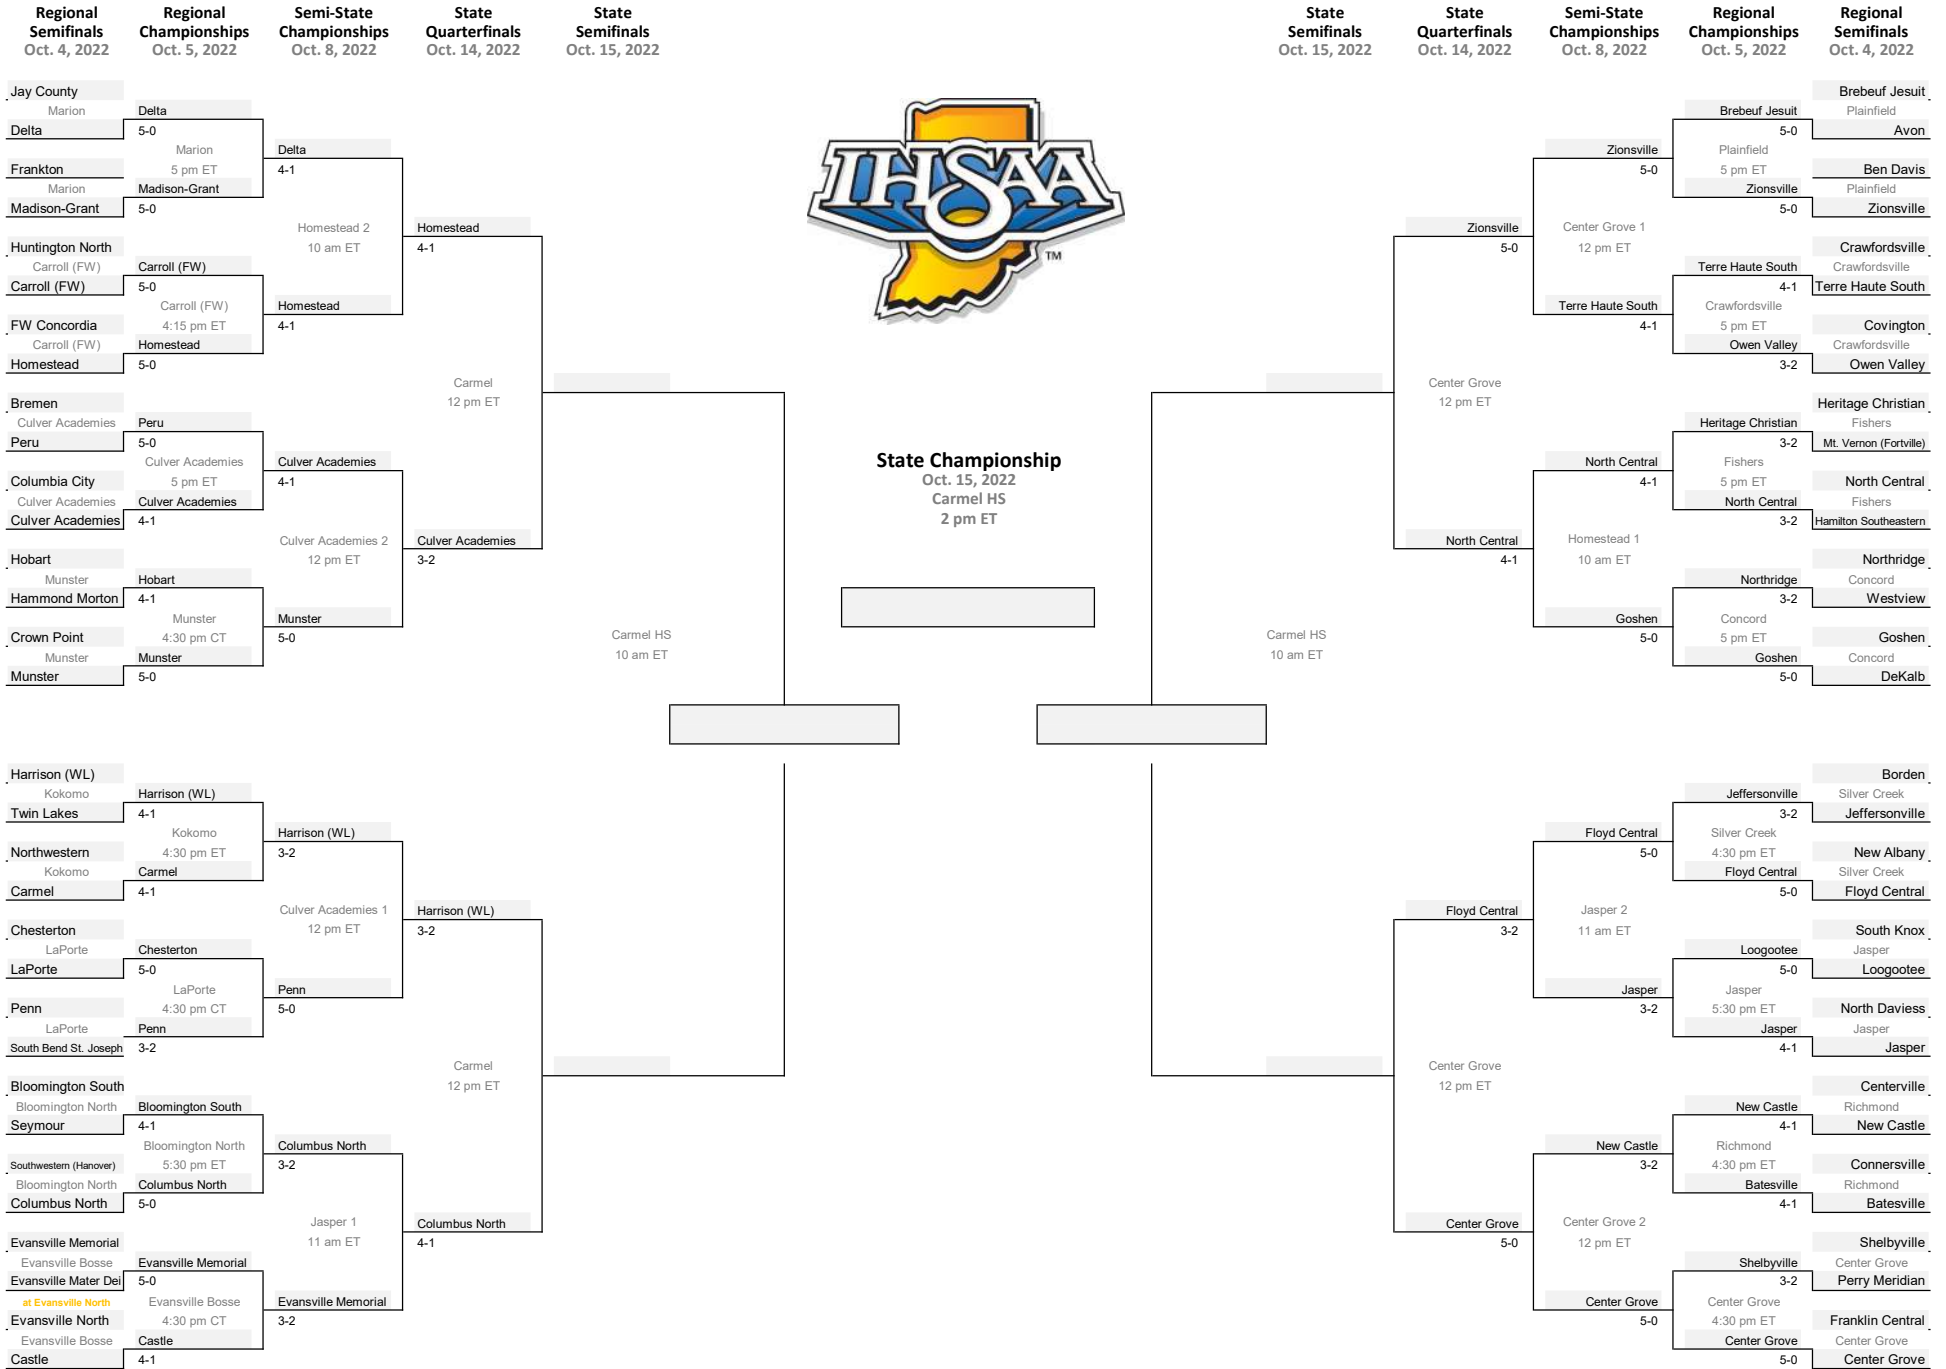 Regional Semifinals Oct. 4, 2022
Regional Championships Oct. 5, 2022
Semi-State Championships Oct. 8, 2022
State Quarterfinals Oct. 14, 2022
State Semifinals Oct. 15, 2022
State Semifinals Oct. 15, 2022
State Quarterfinals Oct. 14, 2022
Semi-State Championships Oct. 8, 2022
Regional Championships Oct. 5, 2022
Regional Semifinals Oct. 4, 2022
Jay County
Marion
Delta
Frankton
Marion
Madison-Grant
Huntington North
Carroll (FW)
Carroll (FW)
FW Concordia
Carroll (FW)
Homestead
Bremen
Culver Academies
Peru
Columbia City
Culver Academies
Culver Academies
Hobart
Munster
Hammond Morton
Crown Point
Munster
Munster
Harrison (WL)
Kokomo
Twin Lakes
Northwestern
Kokomo
Carmel
Chesterton
LaPorte
LaPorte
Penn
LaPorte
South Bend St. Joseph
Bloomington South
Bloomington North
Seymour
Southwestern (Hanover)
Bloomington North
Columbus North
Evansville Memorial
Evansville Bosse
Evansville Mater Dei
at Evansville North
Evansville North
Evansville Bosse
Castle
Delta
5-0
Marion
5 pm ET
Madison-Grant
5-0
Carroll (FW)
5-0
Carroll (FW)
4:15 pm ET
Homestead
5-0
Peru
5-0
Culver Academies
5 pm ET
Culver Academies
4-1
Hobart
4-1
Munster
4:30 pm CT
Munster
5-0
Harrison (WL)
4-1
Kokomo
4:30 pm ET
Carmel
4-1
Chesterton
5-0
LaPorte
4:30 pm CT
Penn
3-2
Bloomington South
4-1
Bloomington North
5:30 pm ET
Columbus North
5-0
Evansville Memorial
5-0
Evansville Bosse
4:30 pm CT
Castle
4-1
Delta
4-1
Homestead 2
10 am ET
Homestead
4-1
Culver Academies
4-1
Culver Academies 2
12 pm ET
Munster
5-0
Harrison (WL)
3-2
Culver Academies 1
12 pm ET
Penn
5-0
Columbus North
3-2
Jasper 1
11 am ET
Evansville Memorial
3-2
Homestead
4-1
Carmel
12 pm ET
Culver Academies
3-2
Harrison (WL)
3-2
Carmel
12 pm ET
Columbus North
4-1
Carmel HS
10 am ET
IHSAA
TM
State Championship
Oct. 15, 2022
Carmel HS
2 pm ET
Carmel HS
10 am ET
Zionsville
5-0
Center Grove
12 pm ET
North Central
4-1
Floyd Central
3-2
Center Grove
12 pm ET
Center Grove
5-0
Zionsville
5-0
Center Grove 1
12 pm ET
Terre Haute South
4-1
North Central
4-1
Homestead 1
10 am ET
Goshen
5-0
Floyd Central
5-0
Jasper 2
11 am ET
Jasper
3-2
New Castle
3-2
Center Grove 2
12 pm ET
Center Grove
5-0
Brebeuf Jesuit
5-0
Plainfield
5 pm ET
Zionsville
5-0
Terre Haute South
4-1
Crawfordsville
5 pm ET
Owen Valley
3-2
Heritage Christian
3-2
Fishers
5 pm ET
North Central
3-2
Northridge
3-2
Concord
5 pm ET
Goshen
5-0
Jeffersonville
3-2
Silver Creek
4:30 pm ET
Floyd Central
5-0
Loogootee
5-0
Jasper
5:30 pm ET
Jasper
4-1
New Castle
4-1
Richmond
4:30 pm ET
Batesville
4-1
Shelbyville
3-2
Center Grove
4:30 pm ET
Center Grove
5-0
Brebeuf Jesuit
Plainfield
Avon
Ben Davis
Plainfield
Zionsville
Crawfordsville
Crawfordsville
Terre Haute South
Covington
Crawfordsville
Owen Valley
Heritage Christian
Fishers
Mt. Vernon (Fortville)
North Central
Fishers
Hamilton Southeastern
Northridge
Concord
Westview
Goshen
Concord
DeKalb
Borden
Silver Creek
Jeffersonville
New Albany
Silver Creek
Floyd Central
South Knox
Jasper
Loogootee
North Daviess
Jasper
Jasper
Centerville
Richmond
New Castle
Connersville
Richmond
Batesville
Shelbyville
Center Grove
Perry Meridian
Franklin Central
Center Grove
Center Grove